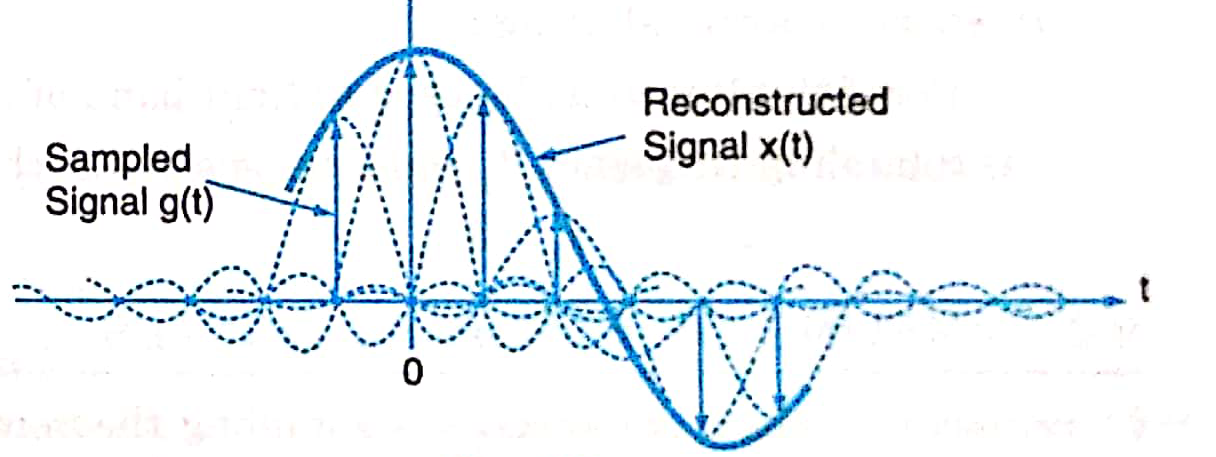 Reconstructed
Signal x(t)
Sampled
Signal g(t)
t
0